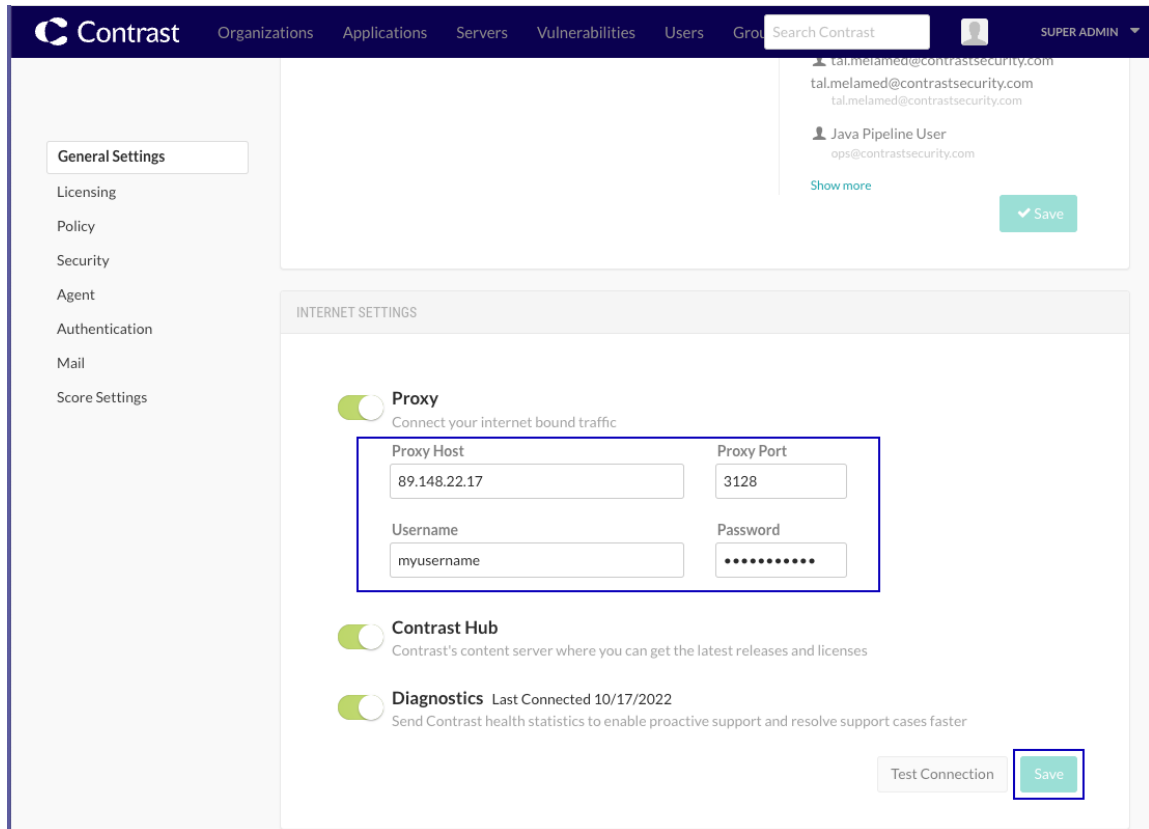 Contrast
Organizations Applications Servers Vulnerabilities Users Grou Search Contrast SUPER ADMIN
tal.melamed@contrastsecurity.com
tal.melamed@contrastsecurity.com
tal.melamed@contrastsecurity.com
Java Pipeline User
ops@contrastsecurity.com
Show more
Save
General Settings
Licensing
Policy
Security
Agent
Authentication
Mail
Score Settings
INTERNET SETTINGS
Proxy
Connect your internet bound traffic
Proxy Host Proxy Port
89.148.22.17 3128
Username Password
myusername •••••••••••
Contrast Hub
Contrast's content server where you can get the latest releases and licenses
Diagnostics Last Connected 10/17/2022
Send Contrast health statistics to enable proactive support and resolve support cases faster
Test Connection Save